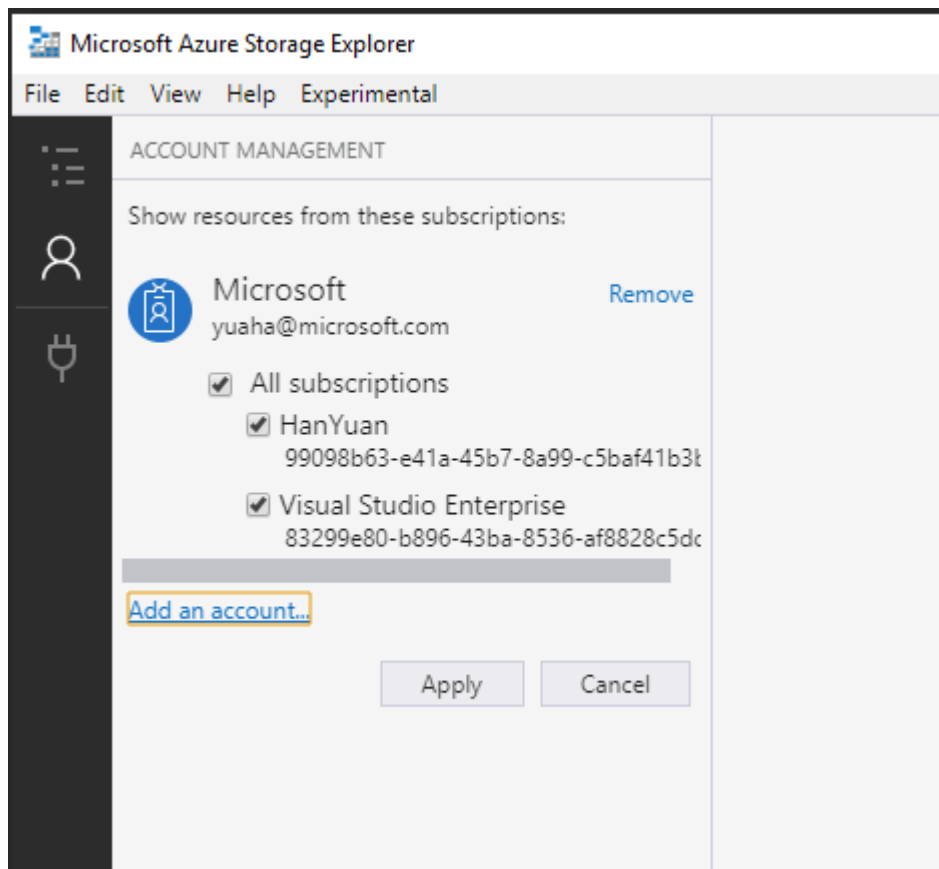 Microsoft Azure Storage Explorer
File Edit View Help Experimental
ACCOUNT MANAGEMENT
Show resources from these subscriptions:
Microsoft
Remove
yuaha@microsoft.com
All subscriptions
HanYuan
99098b63-e41a-45b7-8a99-c5baf41b3b
Visual Studio Enterprise
83299e80-b896-43ba-8536-af8828c5dc
Add an account...
Apply Cancel